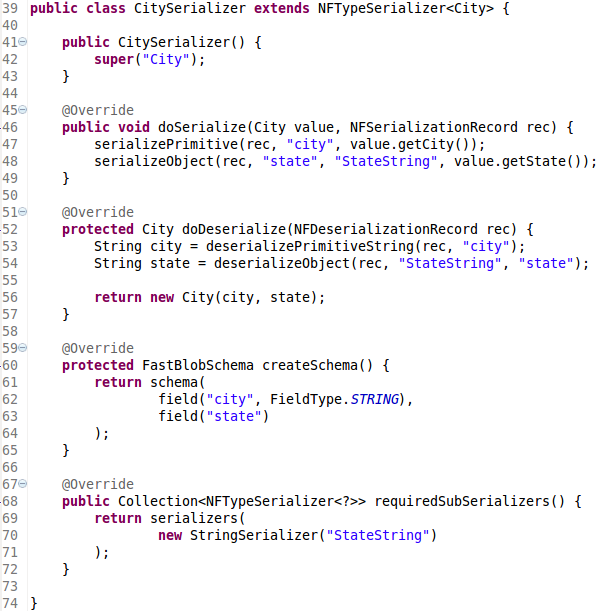 39 public class CitySerializer extends NFTypeSerializer<City> {
40
41 public CitySerializer() {
42 super("City");
43 }
44
45 @Override
46 public void doSerialize(City value, NFSerializationRecord rec) {
47 serializePrimitive(rec, "city", value.getCity());
48 serializeObject(rec, "state", "StateString", value.getState());
49 }
50
51 @Override
52 protected City doDeserialize(NFDeserializationRecord rec) {
53 String city = deserializePrimitiveString(rec, "city");
54 String state = deserializeObject(rec, "StateString", "state");
55
56 return new City(city, state);
57 }
58
59 @Override
60 protected FastBlobSchema createSchema() {
61 return schema(
62 field("city", FieldType.STRING),
63 field("state")
64 );
65 }
66
67 @Override
68 public Collection<NFTypeSerializer<?>> requiredSubSerializers() {
69 return serializers(
70 new StringSerializer("StateString")
71 );
72 }
73
74 }